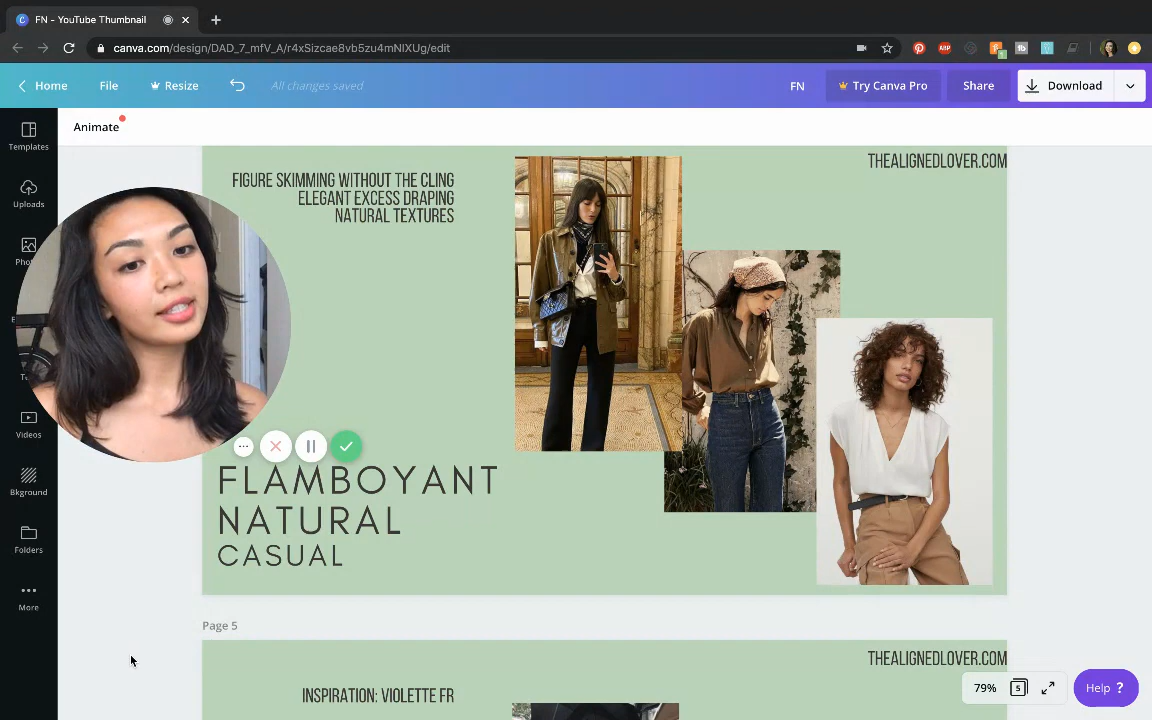 FN - YouTube Thumbnail
canva.com/design/DAD_7_mfV_A/r4xSizcae8vb5zu4mNIXUg/edit
Home
File
Resize
All changes saved
FN
Try Canva Pro
Share
Download
Animate
Templates
Uploads
Videos
Bkground
Folders
More
FIGURE SKIMMING WITHOUT THE CLING
ELEGANT EXCESS DRAPING
NATURAL TEXTURES
THEALIGNEDLOVER.COM
FLAMBOYANT
NATURAL
CASUAL
Page 5
THEALIGNEDLOVER.COM
INSPIRATION: VIOLETTE FR
79%
5
Help ?